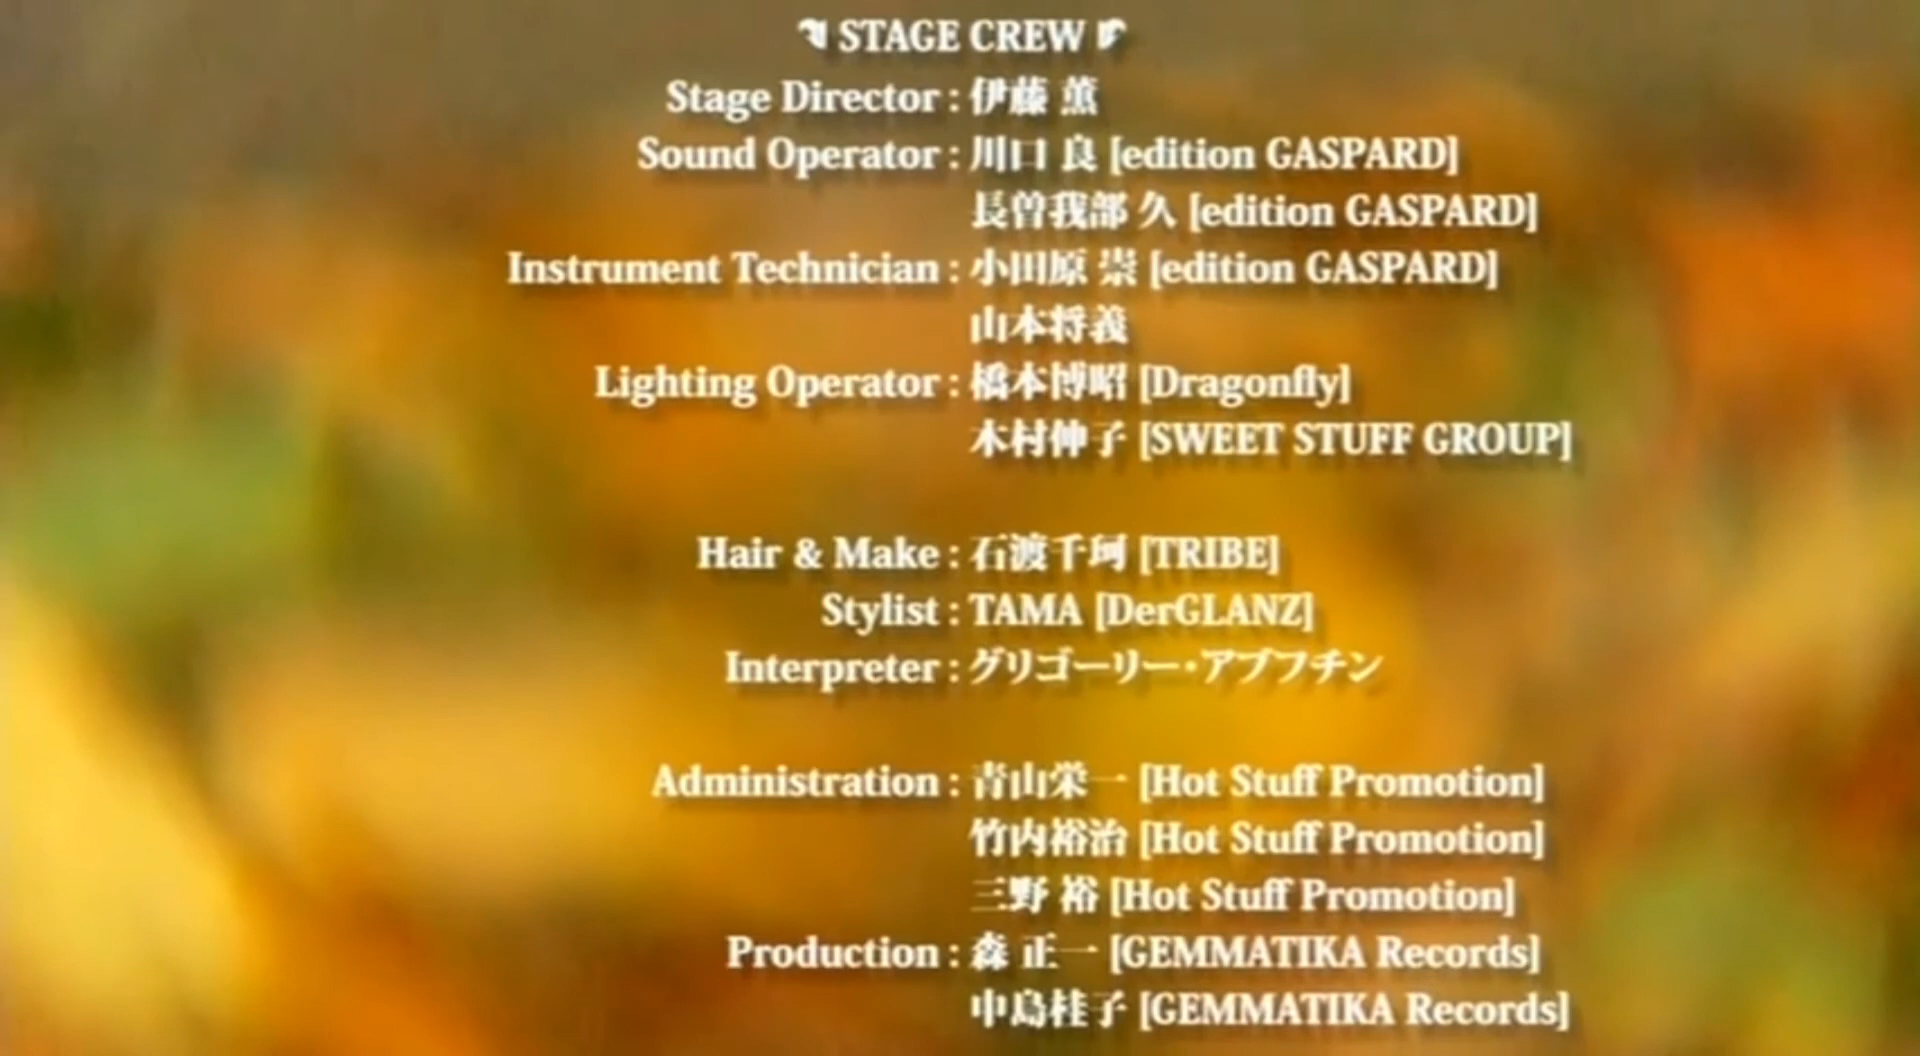 STAGE CREW
Stage Director : 伊藤 薫
Sound Operator : 川口 良 [edition GASPARD]
長曽我部 久 [edition GASPARD]
Instrument Technician : 小田原 崇 [edition GASPARD]
山本将義
Lighting Operator : 橋本博昭 [Dragonfly]
木村伸子 [SWEET STUFF GROUP]
Hair & Make : 石渡千珂 [TRIBE]
Stylist : TAMA [DerGLANZ]
Interpreter : グリゴーリー・アブフチン
Administration : 青山栄一 [Hot Stuff Promotion]
竹内裕治 [Hot Stuff Promotion]
三野 裕 [Hot Stuff Promotion]
Production : 森 正一 [GEMMATIKA Records]
中島桂子 [GEMMATIKA Records]